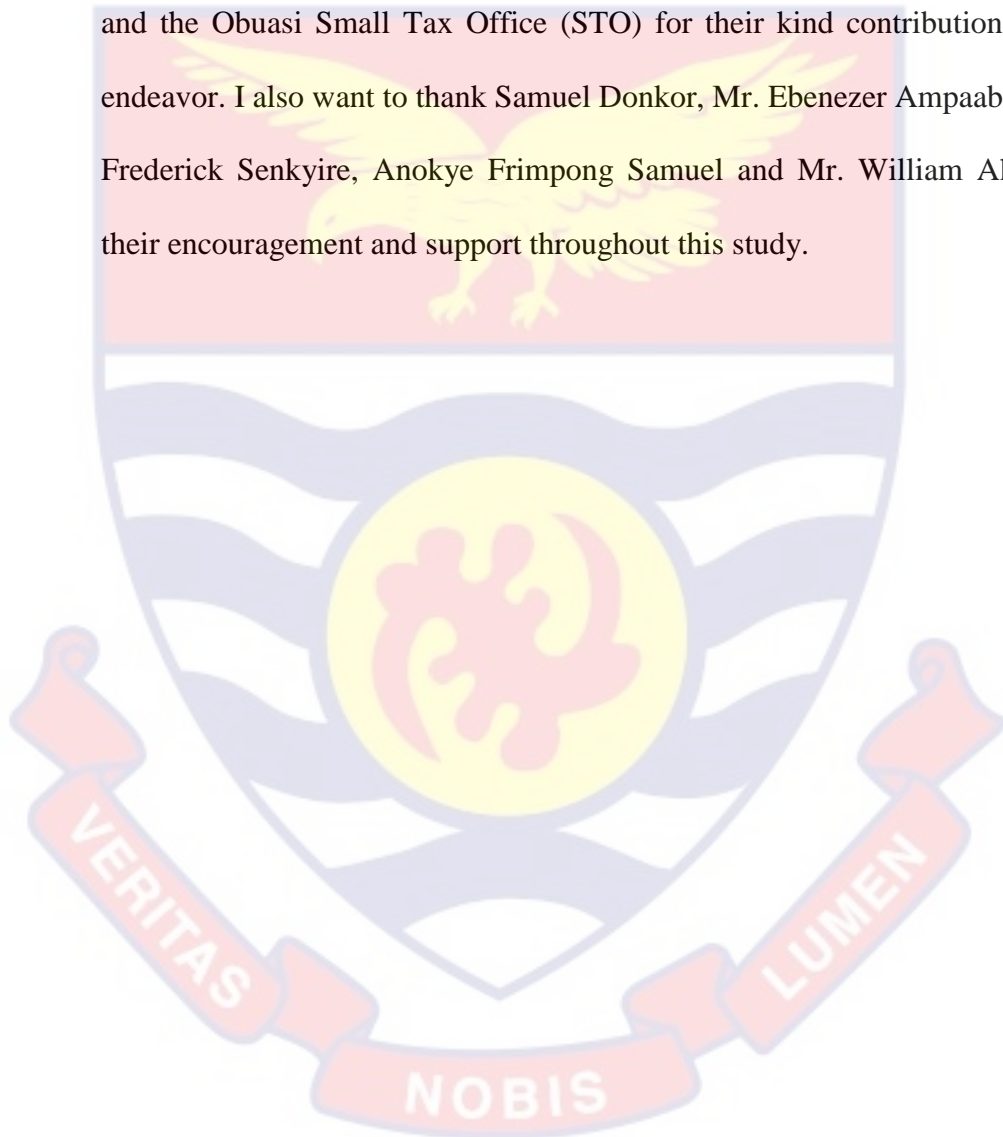 and the Obuasi Small Tax Office (STO) for their kind contribution
endeavor. I also want to thank Samuel Donkor, Mr. Ebenezer Ampaab
Frederick Senkyire, Anokye Frimpong Samuel and Mr. William
their encouragement and support throughout this study.
VERITAS
NOBIS
LUMEN